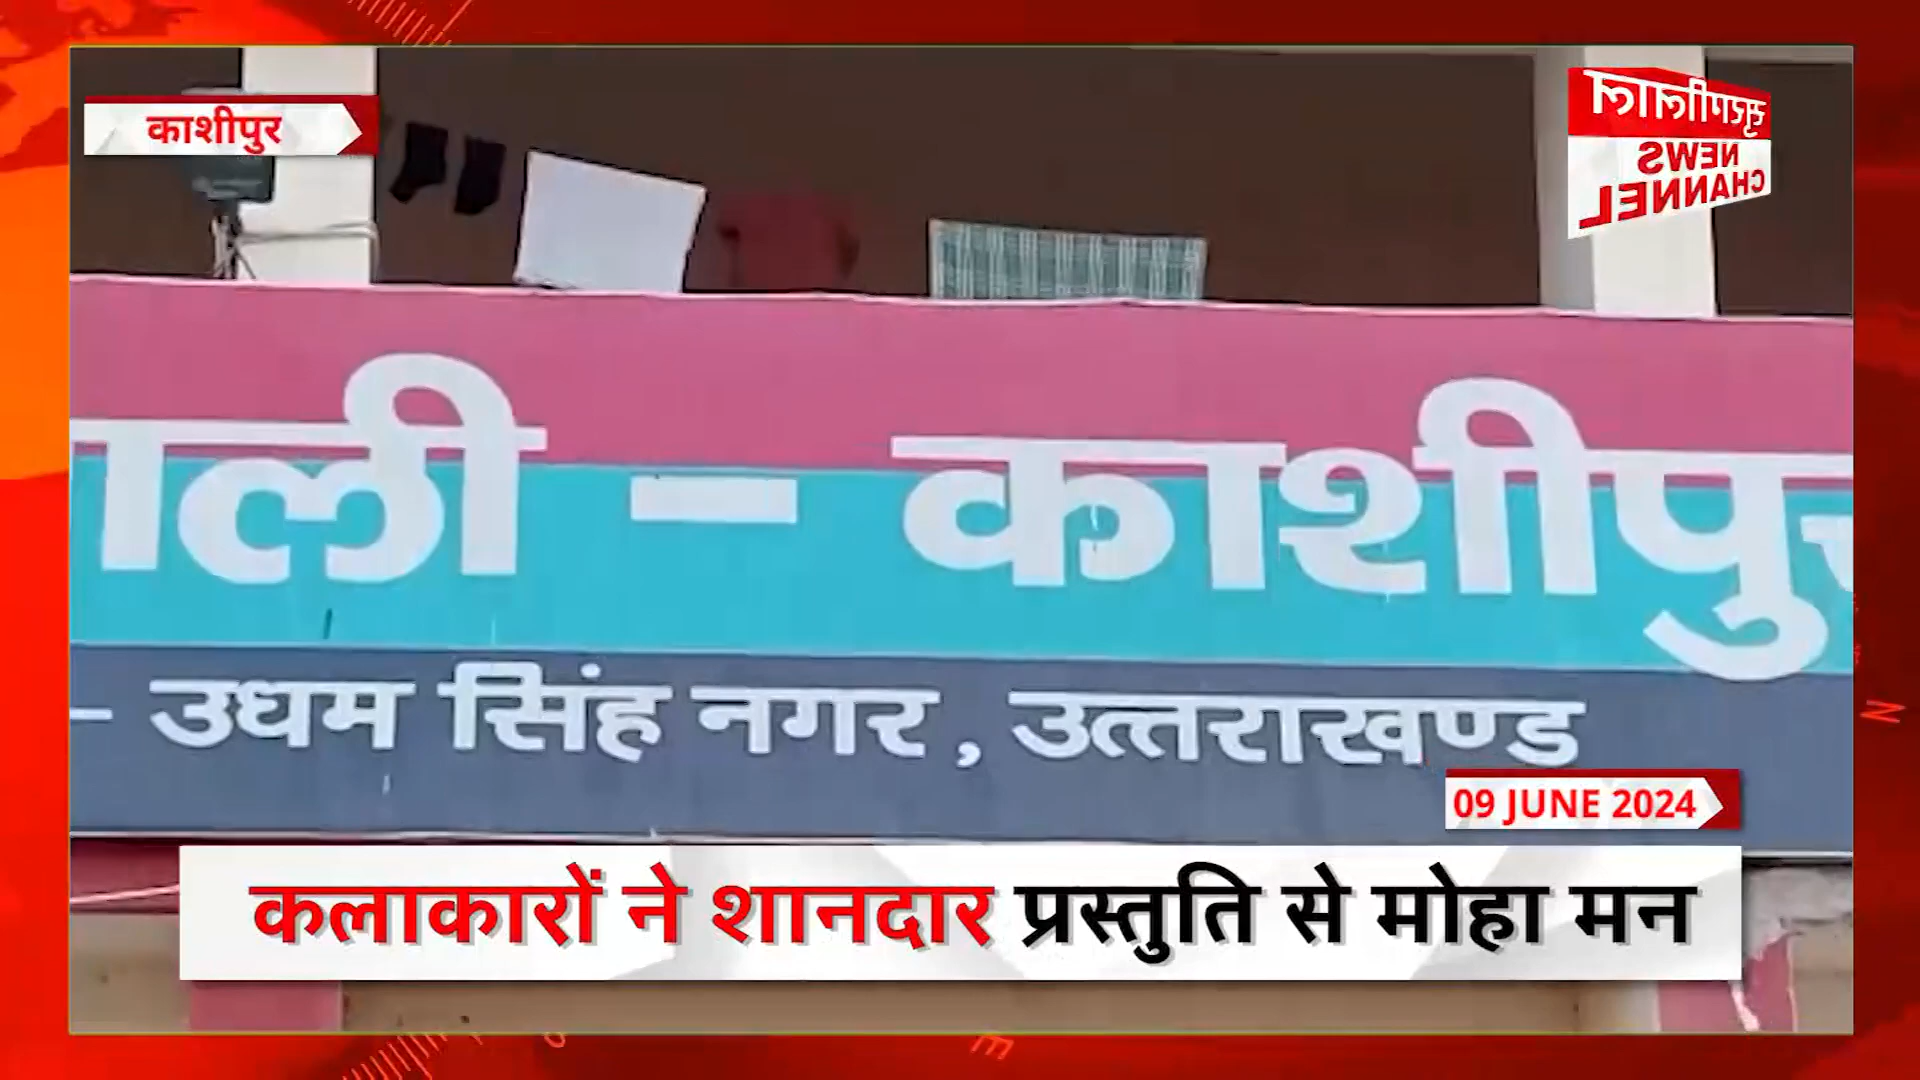 काशीपुर
सुरागीलाल
NEWS
CHANNEL
ाली – काशीपुर
– उधम सिंह नगर , उत्तराखण्ड
09 JUNE 2024
कलाकारों ने शानदार प्रस्तुति से मोहा मन